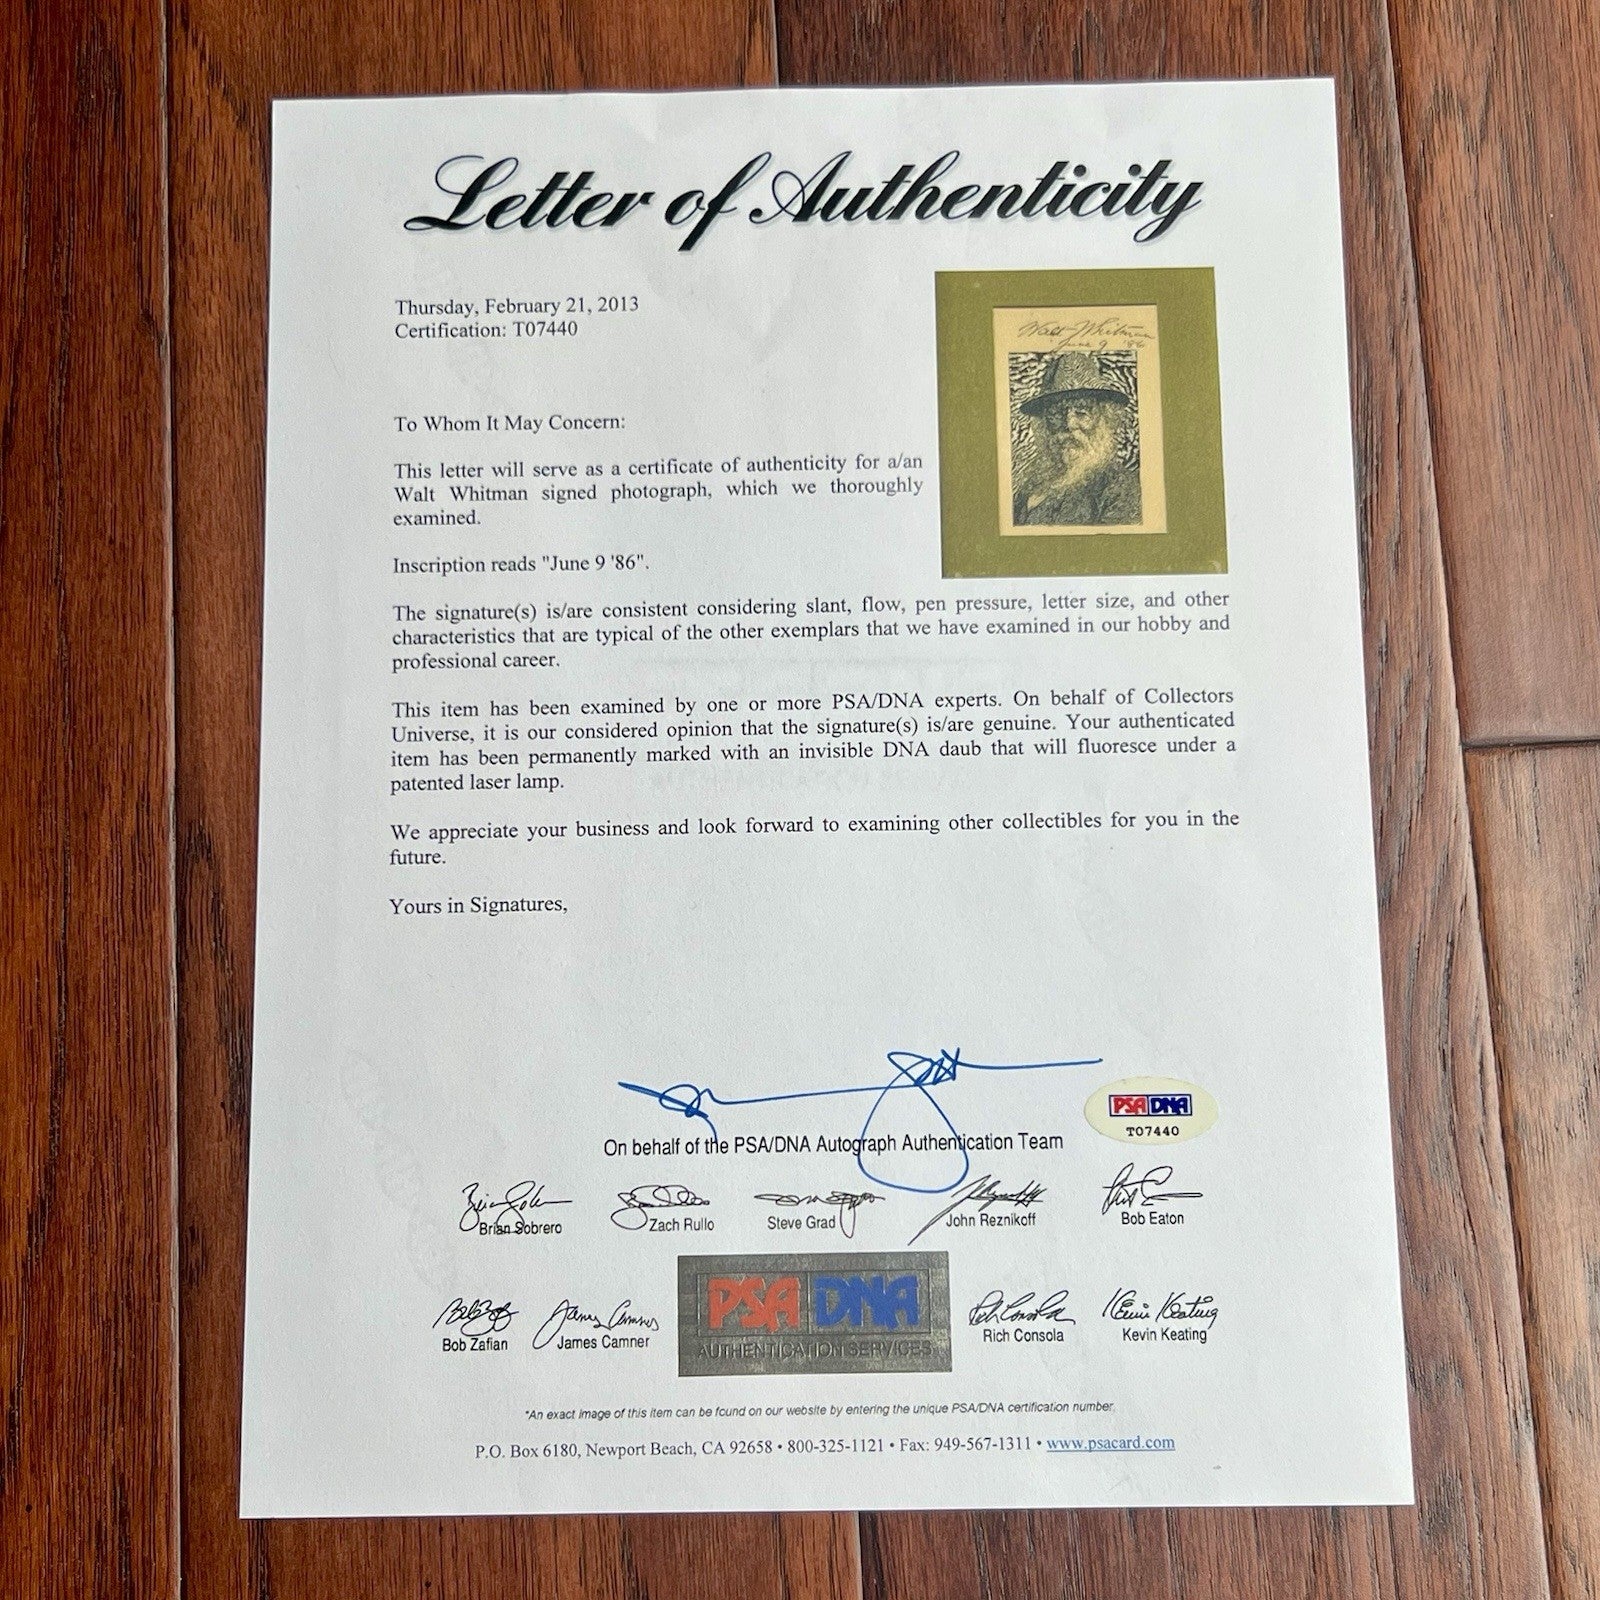 Letter of Authenticity
Thursday, February 21, 2013
Certification: T07440
Walt Whitman
June 9 '86
To Whom It May Concern:
This letter will serve as a certificate of authenticity for a/an
Walt Whitman signed photograph, which we thoroughly
examined.
Inscription reads "June 9 '86".
The signature(s) is/are consistent considering slant, flow, pen pressure, letter size, and other
characteristics that are typical of the other exemplars that we have examined in our hobby and
professional career.
This item has been examined by one or more PSA/DNA experts. On behalf of Collectors
Universe, it is our considered opinion that the signature(s) is/are genuine. Your authenticated
item has been permanently marked with an invisible DNA daub that will fluoresce under a
patented laser lamp.
We appreciate your business and look forward to examining other collectibles for you in the
future.
Yours in Signatures,
PSA DNA
T07440
On behalf of the PSA/DNA Autograph Authentication Team
Brian Sobrero Zach Rullo Steve Grad John Reznikoff Bob Eaton
PSA DNA
AUTHENTICATION SERVICES
Bob Zafian James Camner Rich Consola Kevin Keating
*An exact image of this item can be found on our website by entering the unique PSA/DNA certification number.
P.O. Box 6180, Newport Beach, CA 92658 • 800-325-1121 • Fax: 949-567-1311 • www.psacard.com